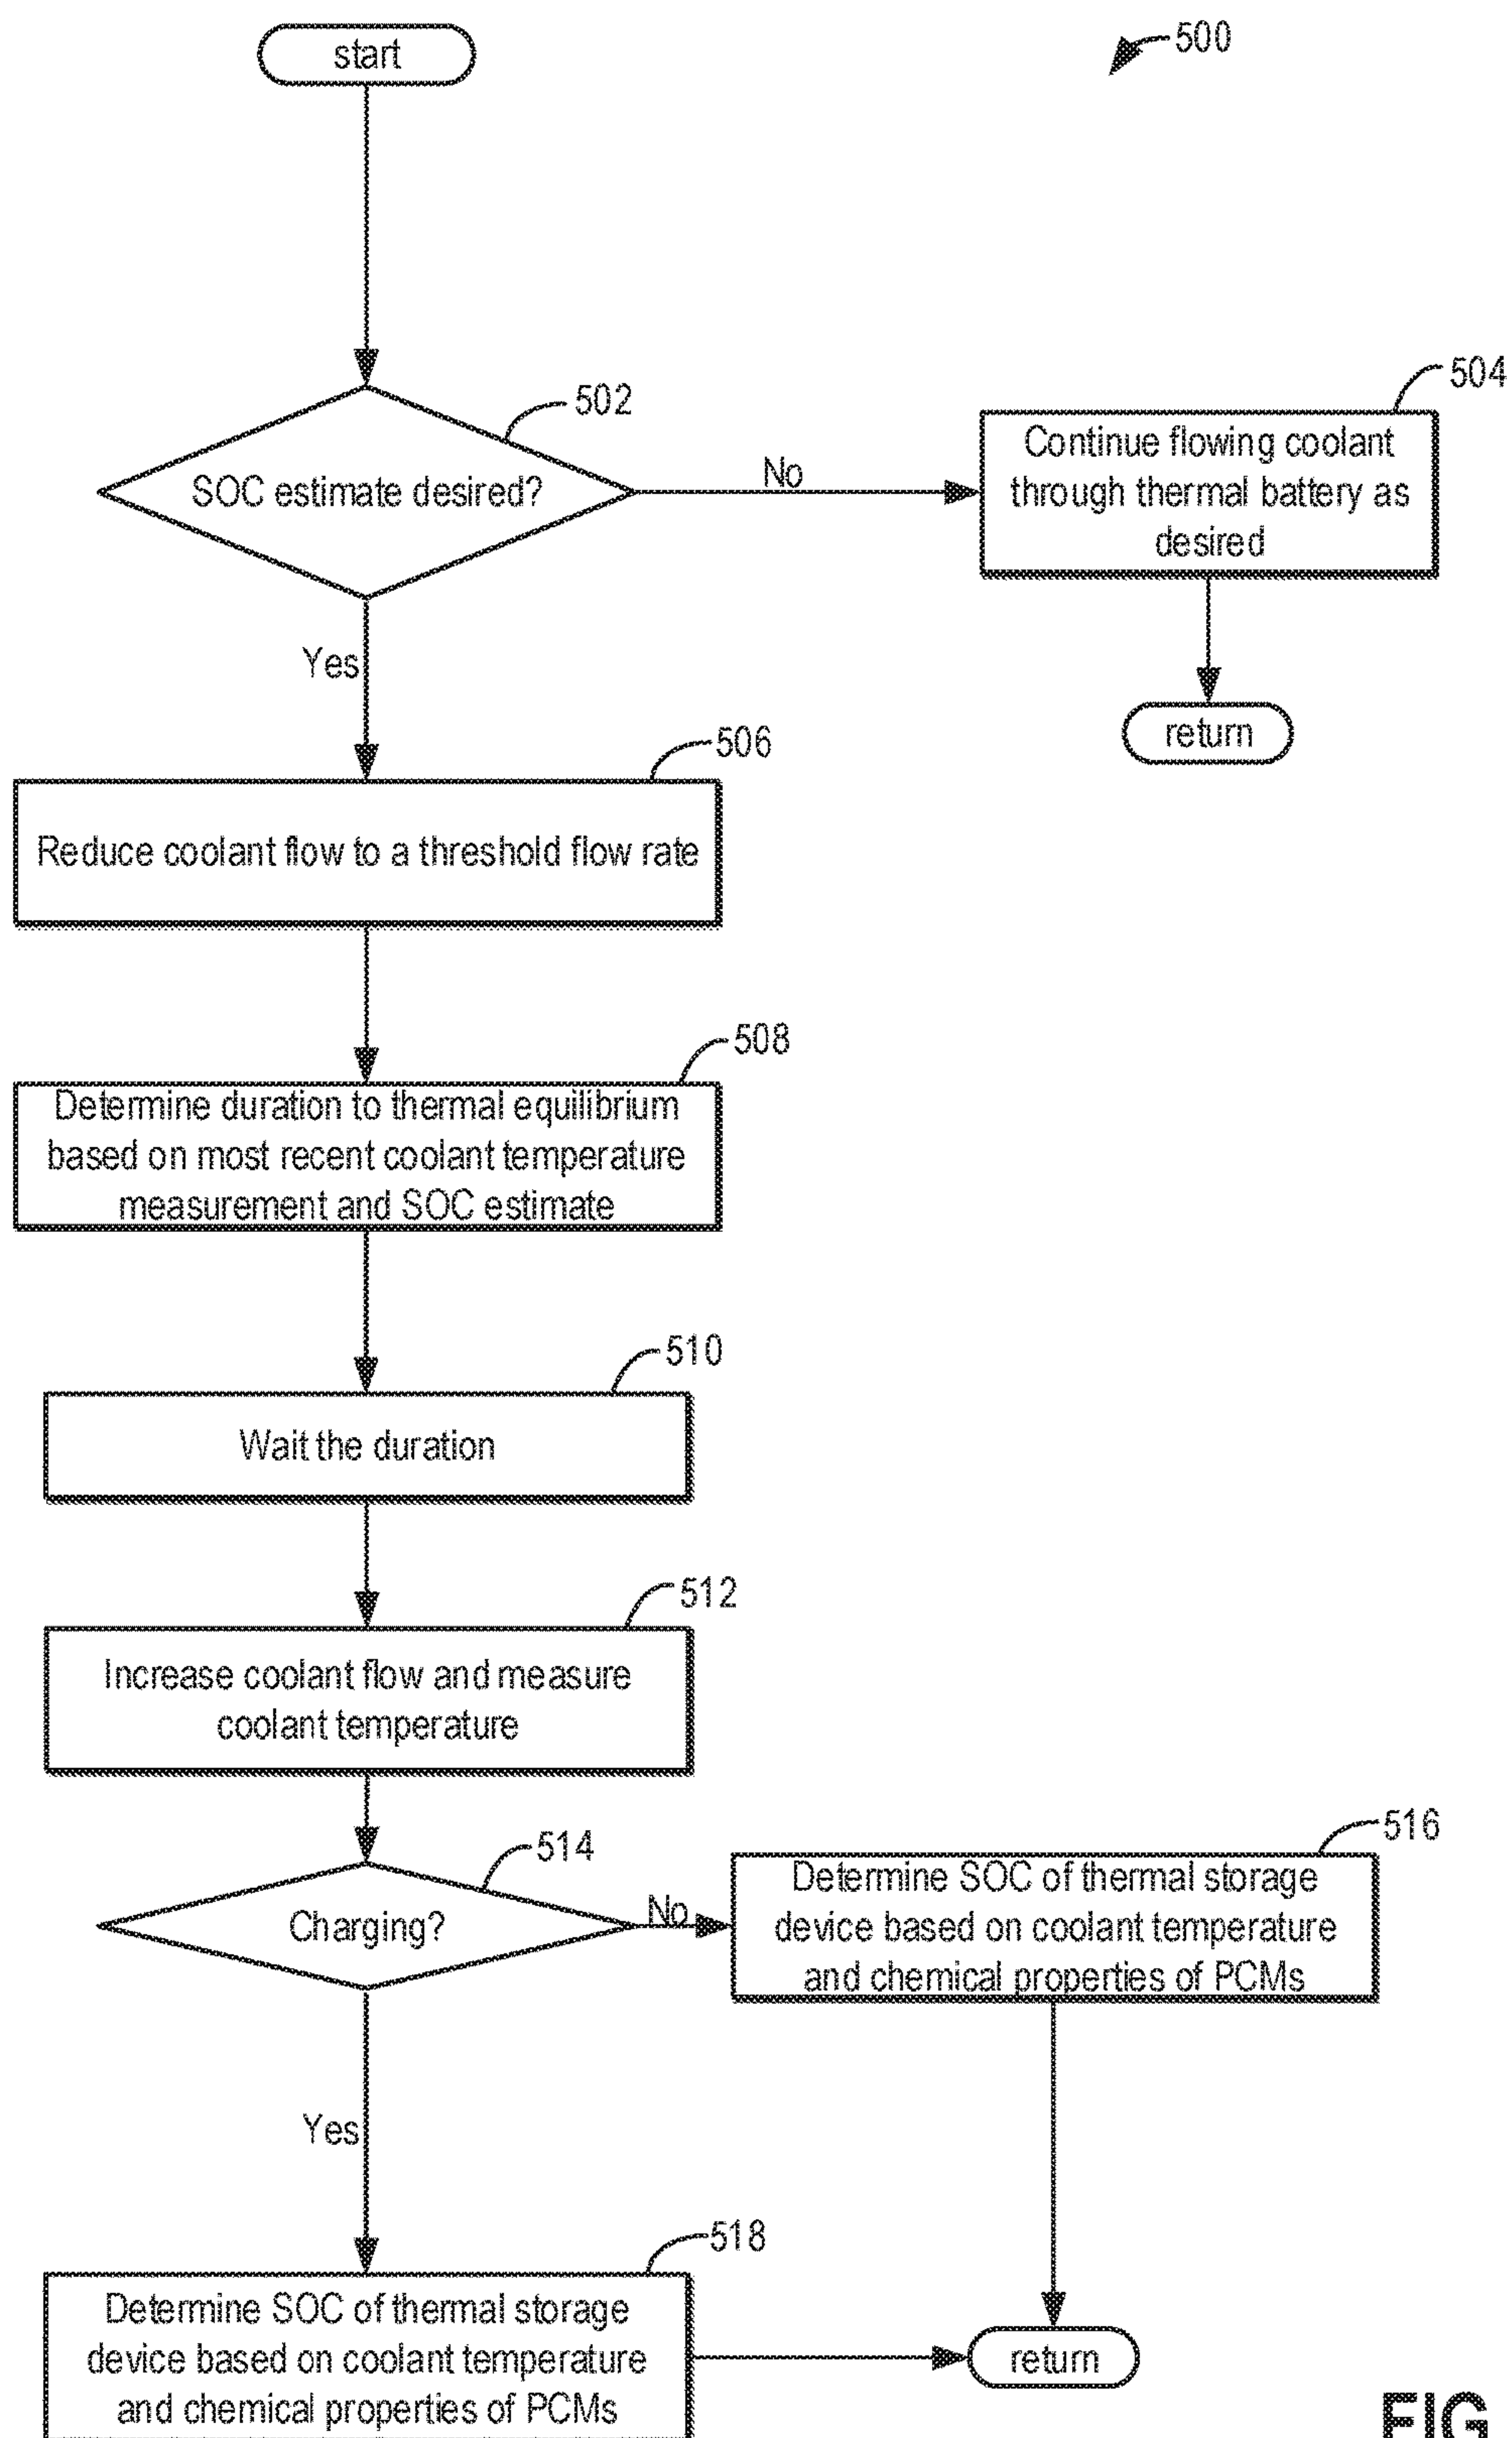 start
500
502
SOC estimate desired?
No
504
Continue flowing coolant
through thermal battery as
desired
return
Yes
506
Reduce coolant flow to a threshold flow rate
508
Determine duration to thermal equilibrium
based on most recent coolant temperature
measurement and SOC estimate
510
Wait the duration
512
Increase coolant flow and measure
coolant temperature
514
Charging?
No
516
Determine SOC of thermal storage
device based on coolant temperature
and chemical properties of PCMs
Yes
518
Determine SOC of thermal storage
device based on coolant temperature
and chemical properties of PCMs
return
FIG